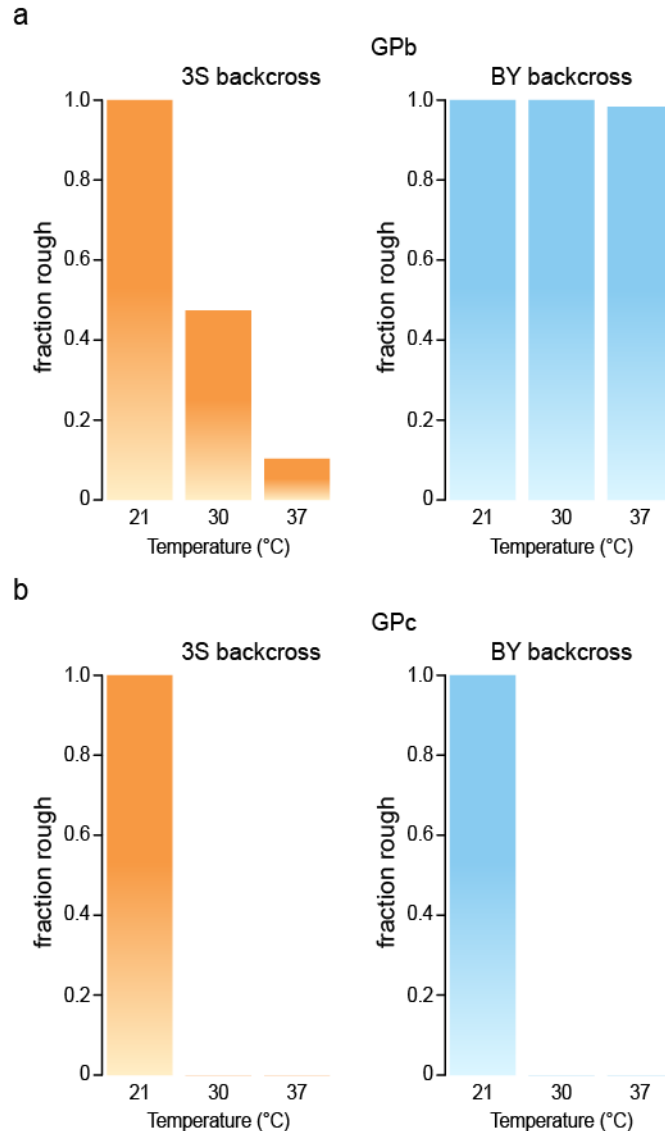 a
GPb
3S backcross BY backcross
1.0 1.0
0.8 0.8
0.6 0.6
0.4 0.4
0.2 0.2
0 0
fraction rough fraction rough
21 30 37 21 30 37
Temperature (°C) Temperature (°C)
b
GPc
3S backcross BY backcross
1.0 1.0
0.8 0.8
0.6 0.6
0.4 0.4
0.2 0.2
0 0
fraction rough fraction rough
21 30 37 21 30 37
Temperature (°C) Temperature (°C)